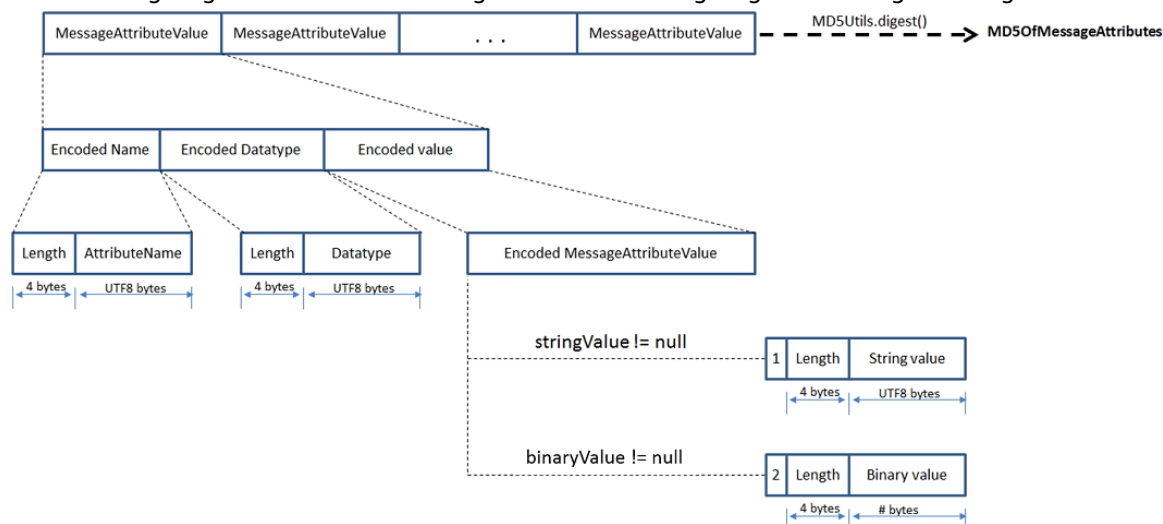 MessageAttributeValue MessageAttributeValue . . . MessageAttributeValue MD5Utils.digest() MD5OfMessageAttributes
Encoded Name Encoded Datatype Encoded value
Length AttributeName Length Datatype Encoded MessageAttributeValue
4 bytes UTF8 bytes 4 bytes UTF8 bytes
stringValue != null 1 Length String value
4 bytes UTF8 bytes
binaryValue != null 2 Length Binary value
4 bytes # bytes